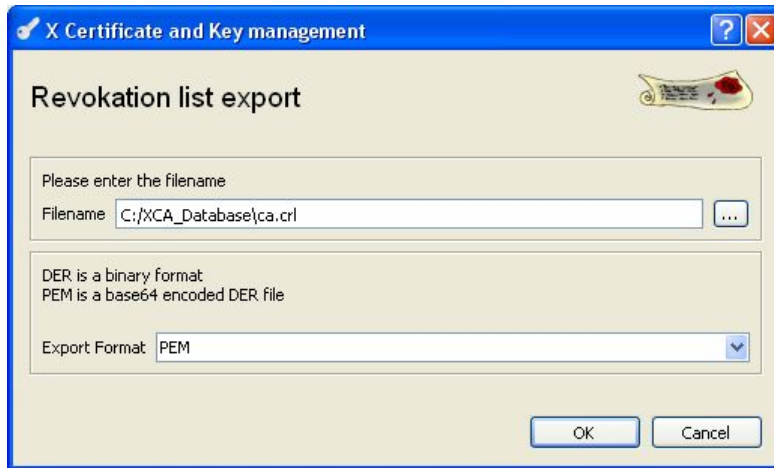 X Certificate and Key management
Revokation list export
Please enter the filename
Filename C:/XCA_Database\ca.crl ...
DER is a binary format
PEM is a base64 encoded DER file
Export Format PEM
OK Cancel